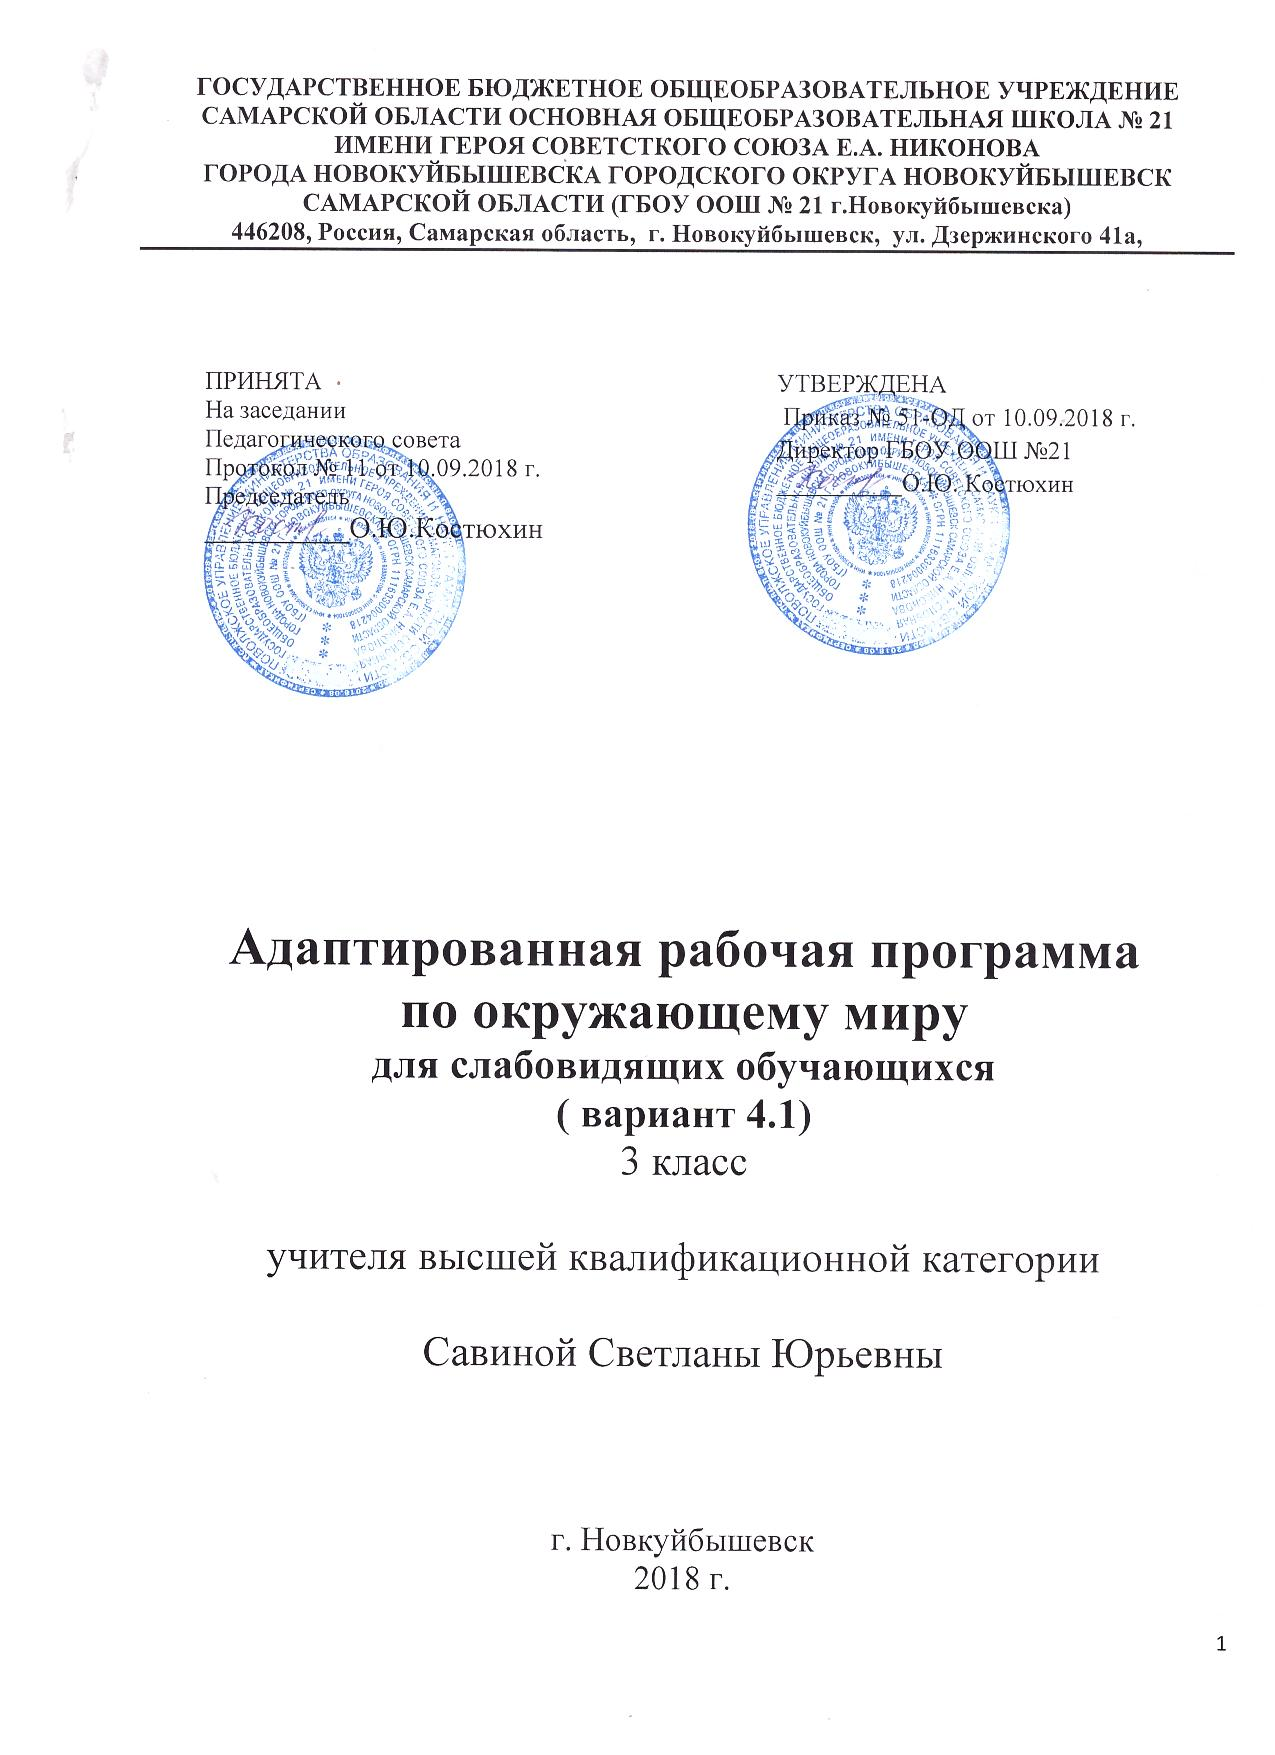 ГОСУДАРСТВЕННОЕ БЮДЖЕТНОЕ ОБЩЕОБРАЗОВАТЕЛЬНОЕ УЧРЕЖДЕНИЕ
САМАРСКОЙ ОБЛАСТИ ОСНОВНАЯ ОБЩЕОБРАЗОВАТЕЛЬНАЯ ШКОЛА № 21
ИМЕНИ ГЕРОЯ СОВЕТСТКОГО СОЮЗА Е.А. НИКОНОВА
ГОРОДА НОВОКУЙБЫШЕВСКА ГОРОДСКОГО ОКРУГА НОВОКУЙБЫШЕВСК
САМАРСКОЙ ОБЛАСТИ (ГБОУ ООШ № 21 г.Новокуйбышевска)
446208, Россия, Самарская область, г. Новокуйбышевск, ул. Дзержинского 41а,
ПРИНЯТА
На заседании
Педагогического совета
Протокол № 11 от 10.09.2018 г.
Председатель
О.Ю.Костюхин
УТВЕРЖДЕНА
Приказ № 51-ОД от 10.09.2018 г.
Директор ГБОУ ООШ №21
О.Ю. Костюхин
Адаптированная рабочая программа
по окружающему миру
для слабовидящих обучающихся
( вариант 4.1)
3 класс
учителя высшей квалификационной категории
Савиной Светланы Юрьевны
г. Новкуйбышевск
2018 г.
1